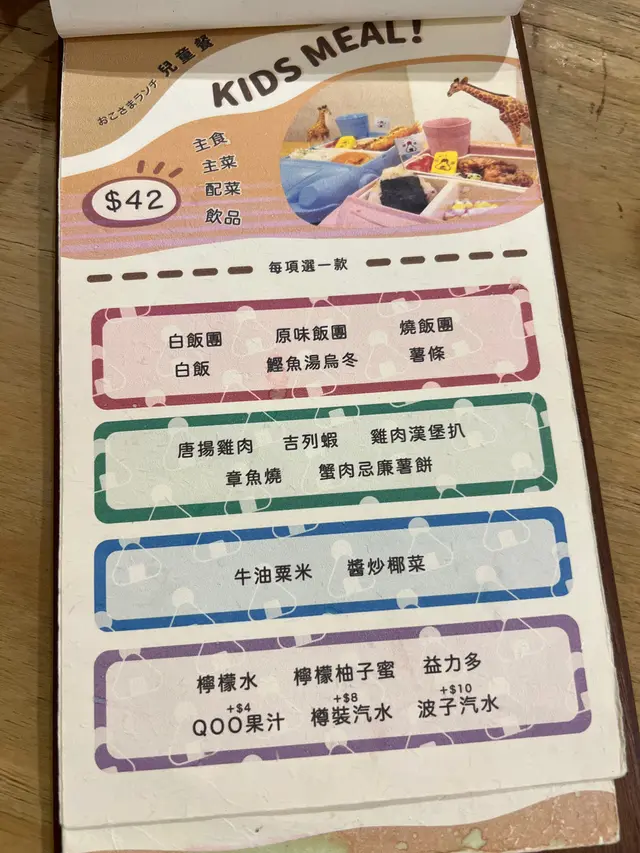 おこさまランチ 兒童餐
KIDS MEAL!
$42
主食
主菜
配菜
飲品
每項選一款
白飯團 原味飯團 燒飯團
白飯 鰹魚湯烏冬 薯條
唐揚雞肉 吉列蝦 雞肉漢堡扒
章魚燒 蟹肉忌廉薯餅
牛油粟米 醬炒椰菜
檸檬水 檸檬柚子蜜 益力多
+$4 +$8 +$10
QOO果汁 樽裝汽水 波子汽水